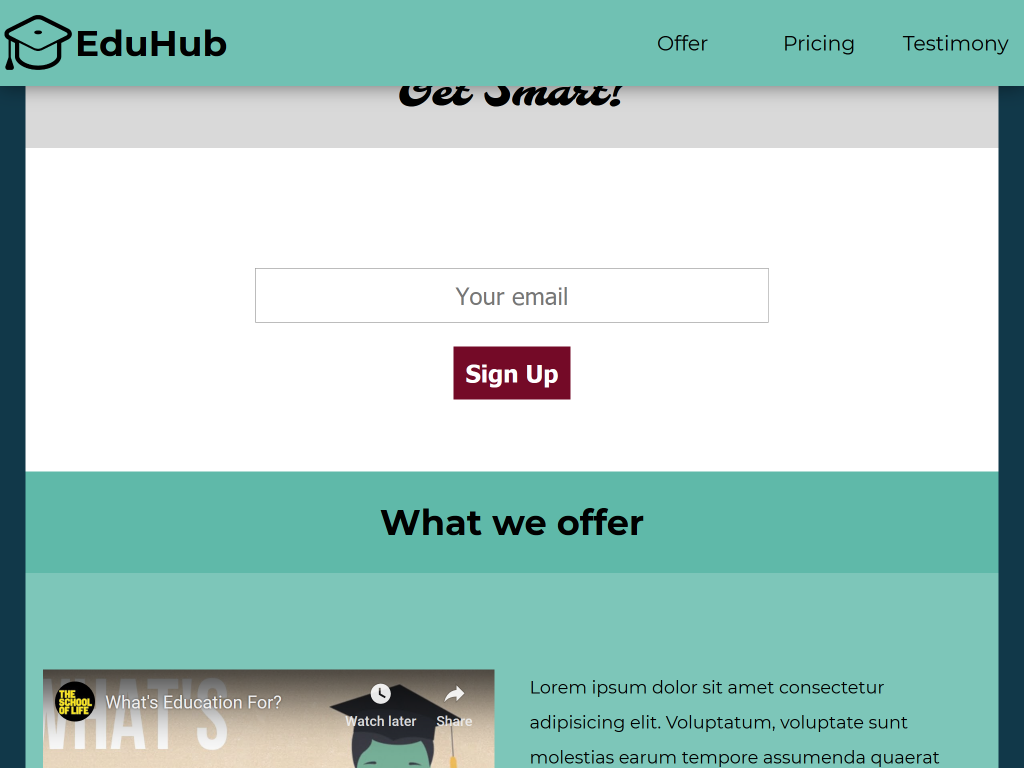 EduHub
Offer
Pricing
Testimony
Get Smart!
Your email
Sign Up
What we offer
WHAT'S
THE
SCHOOL
OF LIFE
What's Education For?
Watch later
Share
Lorem ipsum dolor sit amet consectetur
adipisicing elit. Voluptatum, voluptate sunt
molestias earum tempore assumenda quaerat